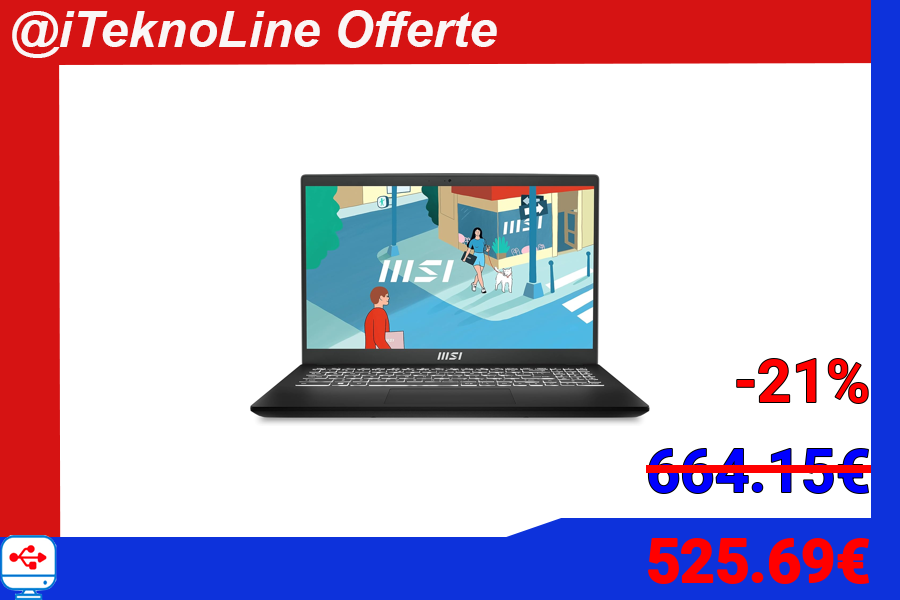 @iTeknoLine Offerte
msi
msi
msi
-21%
664.15€
525.69€